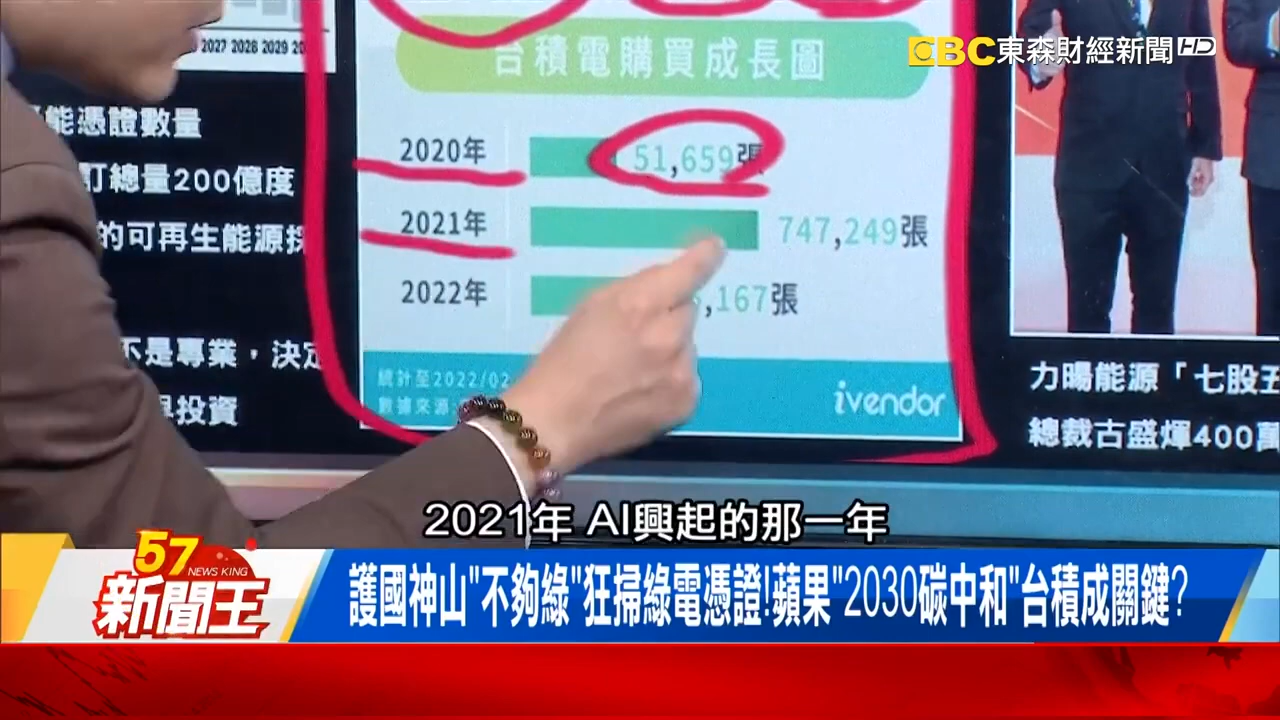 2027 2028 2029
EBC 東森財經新聞 HD
台積電購買成長圖
能憑證數量
訂總量200億度
的可再生能源採
不是專業，決定
投資
2020年 51,659張
2021年 747,249張
2022年 ,167張
統計至2022/02
數據來源
ivendor
力暘能源「七股五
總裁古盛煇400萬
2021年 AI興起的那一年
57 新聞王
NEWS KING
護國神山"不夠綠"狂掃綠電憑證!蘋果"2030碳中和"台積成關鍵?